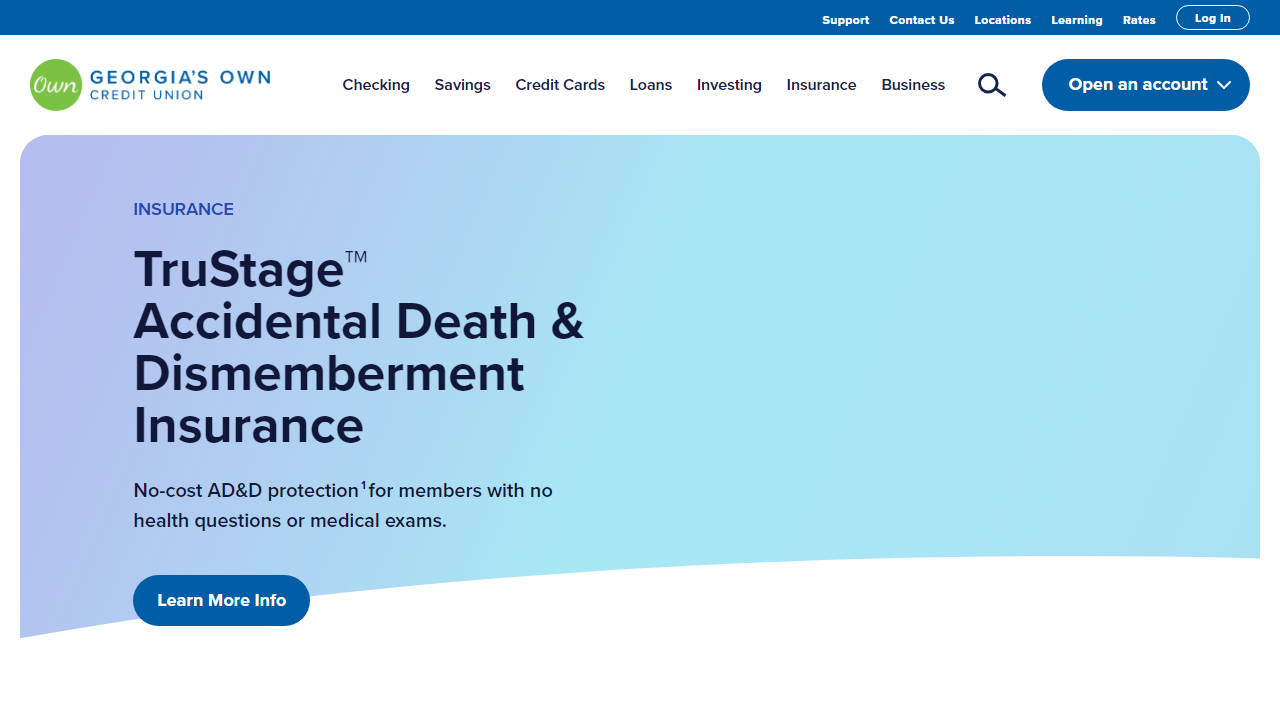 Support Contact Us Locations Learning Rates Log In
Own GEORGIA'S OWN
CREDIT UNION
Checking Savings Credit Cards Loans Investing Insurance Business Open an account
INSURANCE
TruStage™
Accidental Death &
Dismemberment
Insurance
No-cost AD&D protection¹ for members with no
health questions or medical exams.
Learn More Info